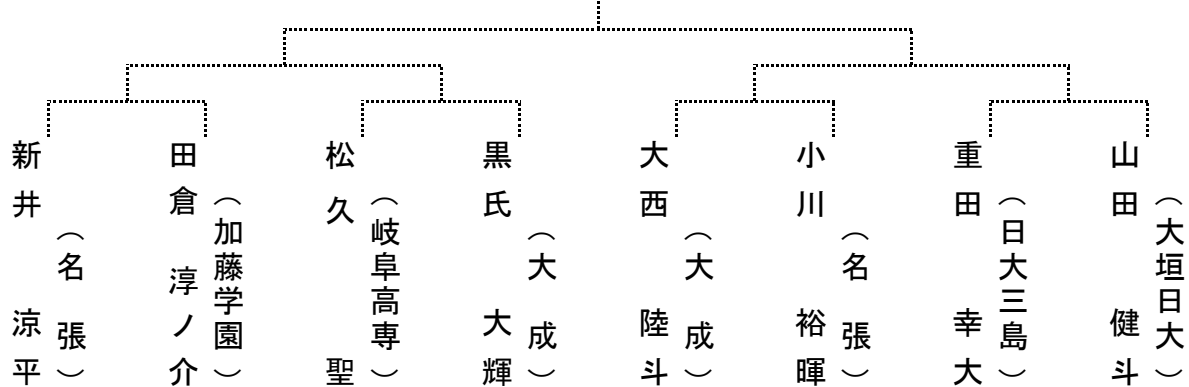 新井 涼平
（名 張）
田倉 淳ノ介
（加藤学園）
松久 聖
（岐阜高専）
黒氏 大輝
（大 成）
大西 陸斗
（大 成）
小川 裕暉
（名 張）
重田 幸大
（日大三島）
山田 健斗
（大垣日大）